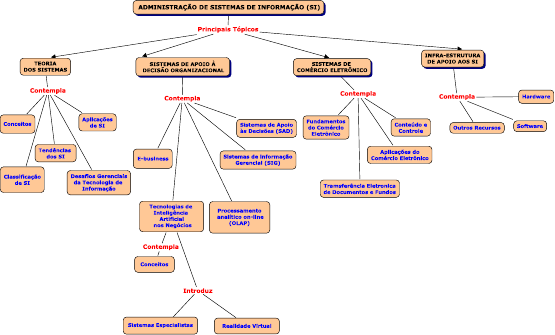 ADMINISTRAÇÃO DE SISTEMAS DE INFORMAÇÃO (SI)
Principais Tópicos
TEORIA
DOS SISTEMAS
SISTEMAS DE APOIO À
DECISÃO ORGANIZACIONAL
SISTEMAS DE
COMÉRCIO ELETRÔNICO
INFRA-ESTRUTURA
DE APOIO AOS SI
Contempla
Contempla
Contempla
Contempla
Conceitos
Aplicações
de SI
Tendências
dos SI
Classificação
de SI
Desafios Gerenciais
da Tecnologia de
Informação
Sistemas de Apoio
às Decisões (SAD)
E-business
Sistemas de Informação
Gerencial (SIG)
Tecnologias de
Inteligência
Artificial
nos Negócios
Processamento
analítico on-line
(OLAP)
Contempla
Conceitos
Introduz
Sistemas Especialistas
Realidade Virtual
Fundamentos
do Comércio
Eletrônico
Conteúdo e
Controle
Aplicações do
Comércio Eletrônico
Transferência Eletronica
de Documentos e Fundos
Hardware
Software
Outros Recursos